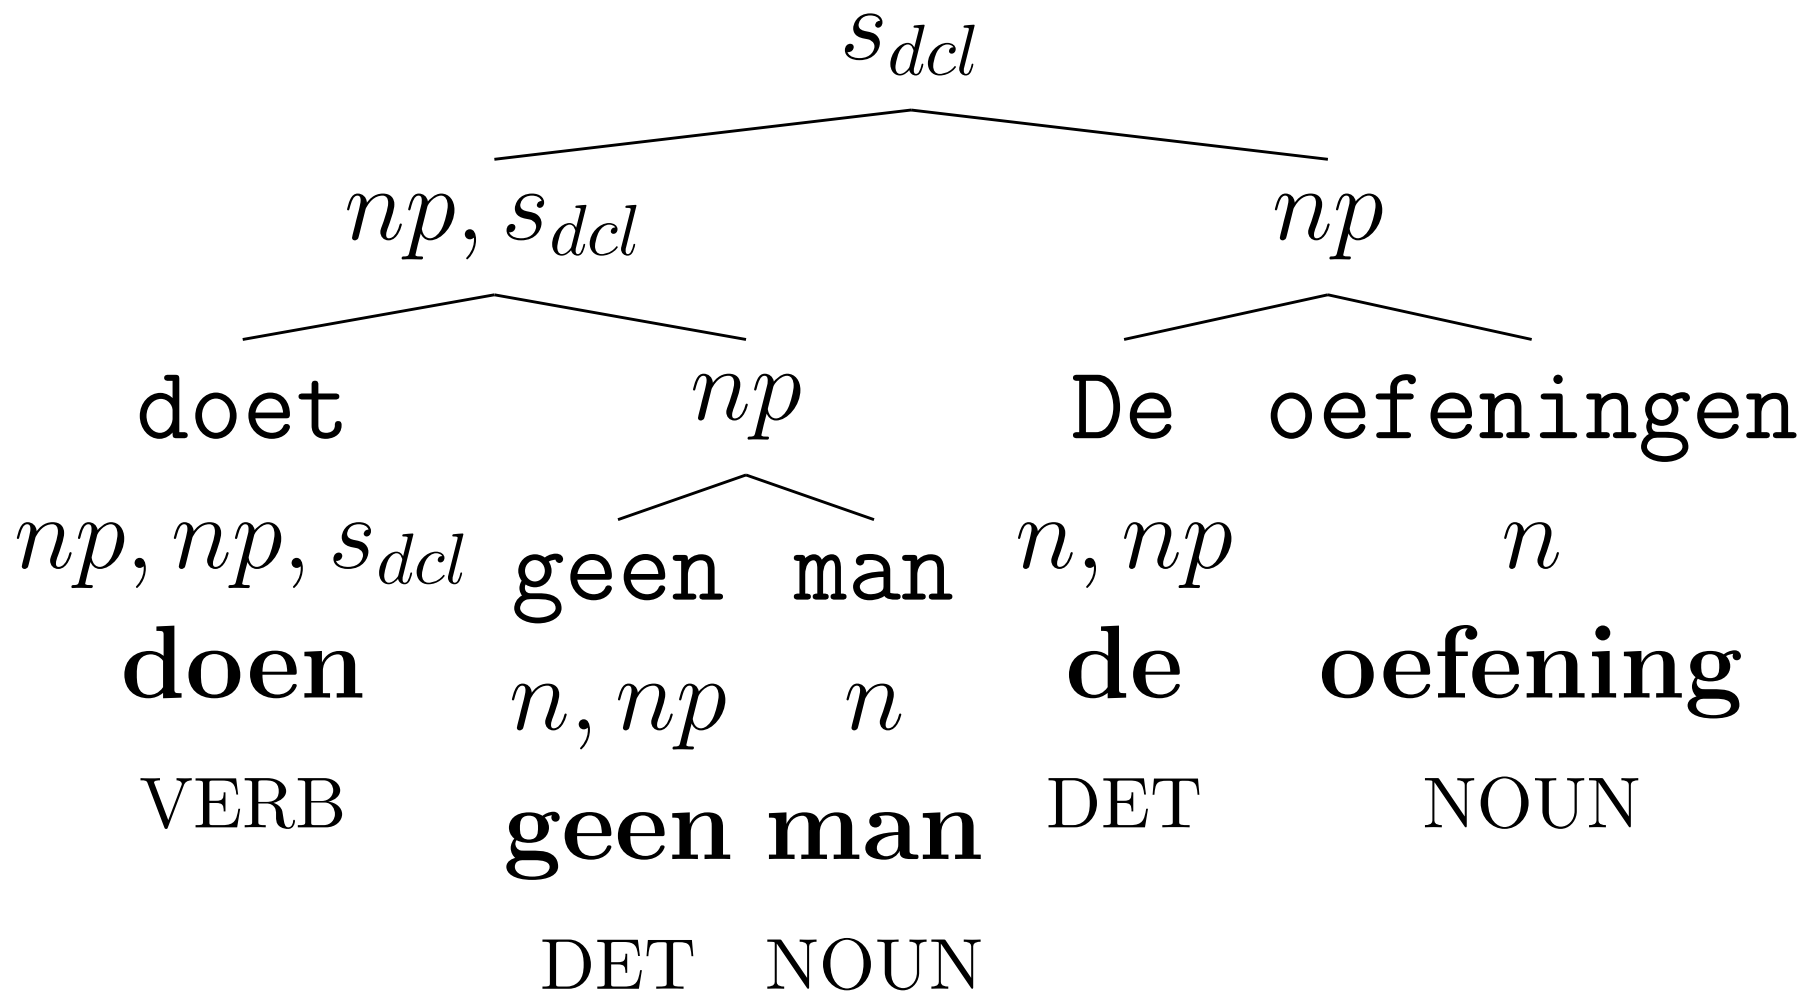 s_dcl
np, s_dcl np
doet np De oefeningen
np, np, s_dcl geen man n, np n
doen n, np n de oefening
VERB geen man DET NOUN
DET NOUN